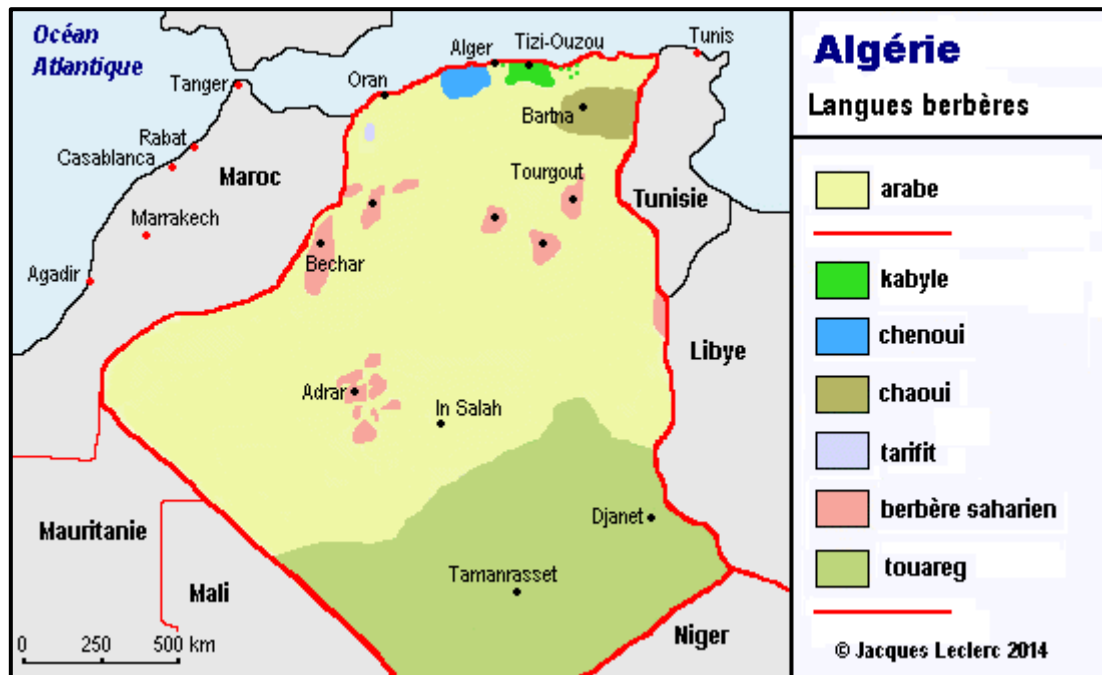 Océan
Atlantique
Tanger
Rabat
Casablanca
Maroc
Marrakech
Agadir
Oran
Alger
Tizi-Ouzou
Tunis
Bartna
Tourgout
Tunisie
Bechar
Libye
Adrar
In Salah
Djanet
Mauritanie
Mali
Tamanrasset
Niger
0 250 500 km
Algérie
Langues berbères
arabe
kabyle
chenoui
chaoui
tarifit
berbère saharien
touareg
© Jacques Leclerc 2014